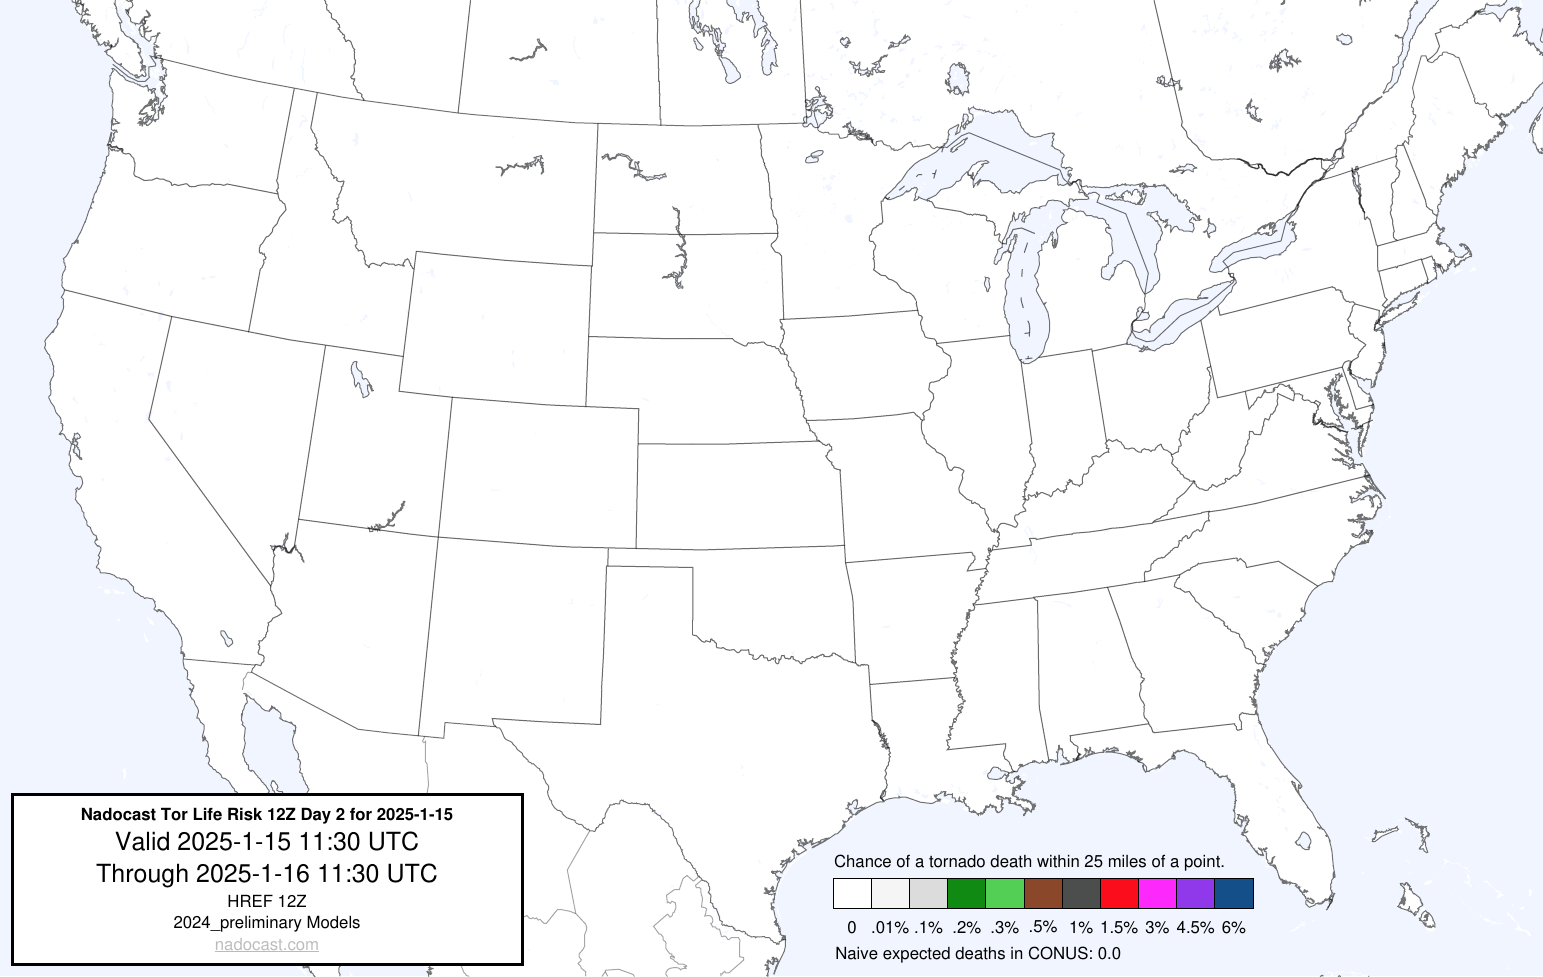 Nadocast Tor Life Risk 12Z Day 2 for 2025-1-15
Valid 2025-1-15 11:30 UTC
Through 2025-1-16 11:30 UTC
HREF 12Z
2024_preliminary Models
nadocast.com
Chance of a tornado death within 25 miles of a point.
0 .01% .1% .2% .3% .5% 1% 1.5% 3% 4.5% 6%
Naive expected deaths in CONUS: 0.0